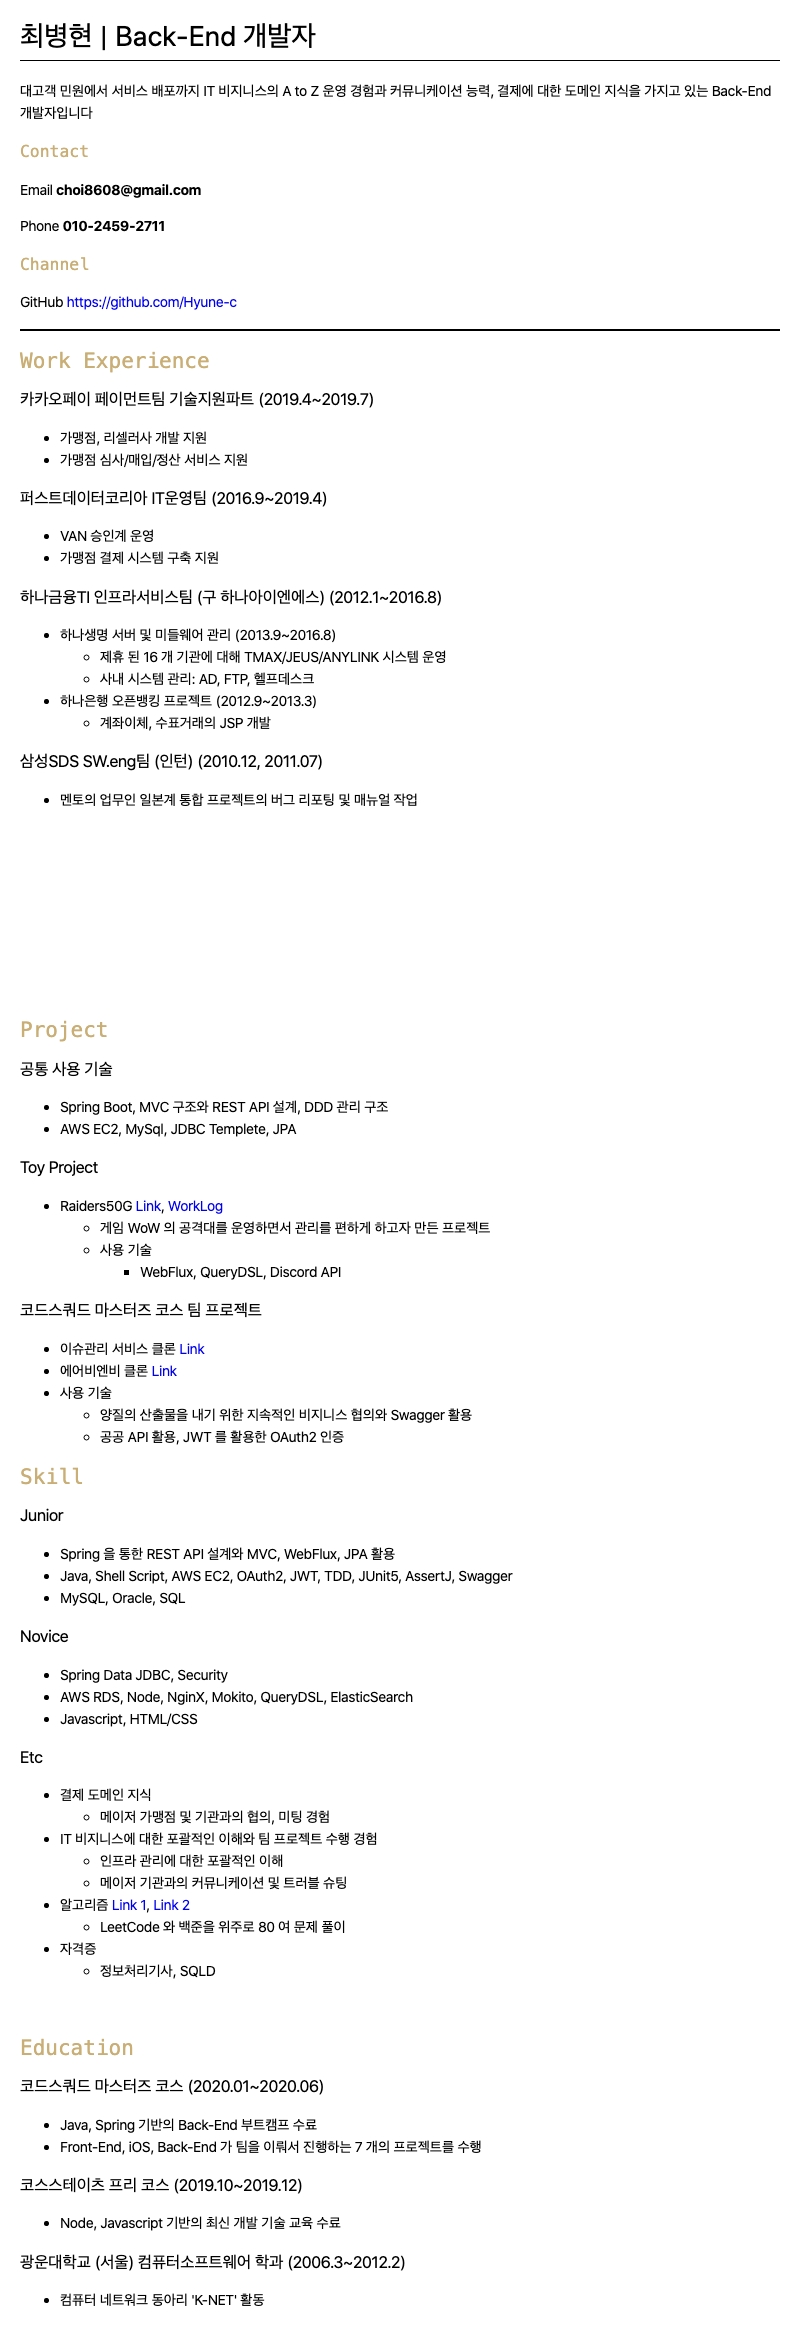 최병현 | Back-End 개발자
대고객 민원에서 서비스 배포까지 IT 비지니스의 A to Z 운영 경험과 커뮤니케이션 능력, 결제에 대한 도메인 지식을 가지고 있는 Back-End
개발자입니다
Contact
Email choi8608@gmail.com
Phone 010-2459-2711
Channel
GitHub https://github.com/Hyune-c
Work Experience
카카오페이 페이먼트팀 기술지원파트 (2019.4~2019.7)
• 가맹점, 리셀러사 개발 지원
• 가맹점 심사/매입/정산 서비스 지원
퍼스트데이터코리아 IT운영팀 (2016.9~2019.4)
• VAN 승인계 운영
• 가맹점 결제 시스템 구축 지원
하나금융TI 인프라서비스팀 (구 하나아이엔에스) (2012.1~2016.8)
• 하나생명 서버 및 미들웨어 관리 (2013.9~2016.8)
◦ 제휴 된 16 개 기관에 대해 TMAX/JEUS/ANYLINK 시스템 운영
◦ 사내 시스템 관리: AD, FTP, 헬프데스크
• 하나은행 오픈뱅킹 프로젝트 (2012.9~2013.3)
◦ 계좌이체, 수표거래의 JSP 개발
삼성SDS SW.eng팀 (인턴) (2010.12, 2011.07)
• 멘토의 업무인 일본계 통합 프로젝트의 버그 리포팅 및 매뉴얼 작업
Project
공통 사용 기술
• Spring Boot, MVC 구조와 REST API 설계, DDD 관리 구조
• AWS EC2, MySql, JDBC Templete, JPA
Toy Project
• Raiders50G Link, WorkLog
◦ 게임 WoW 의 공격대를 운영하면서 관리를 편하게 하고자 만든 프로젝트
◦ 사용 기술
▪ WebFlux, QueryDSL, Discord API
코드스쿼드 마스터즈 코스 팀 프로젝트
• 이슈관리 서비스 클론 Link
• 에어비엔비 클론 Link
• 사용 기술
◦ 양질의 산출물을 내기 위한 지속적인 비지니스 협의와 Swagger 활용
◦ 공공 API 활용, JWT 를 활용한 OAuth2 인증
Skill
Junior
• Spring 을 통한 REST API 설계와 MVC, WebFlux, JPA 활용
• Java, Shell Script, AWS EC2, OAuth2, JWT, TDD, JUnit5, AssertJ, Swagger
• MySQL, Oracle, SQL
Novice
• Spring Data JDBC, Security
• AWS RDS, Node, NginX, Mokito, QueryDSL, ElasticSearch
• Javascript, HTML/CSS
Etc
• 결제 도메인 지식
◦ 메이저 가맹점 및 기관과의 협의, 미팅 경험
• IT 비지니스에 대한 포괄적인 이해와 팀 프로젝트 수행 경험
◦ 인프라 관리에 대한 포괄적인 이해
◦ 메이저 기관과의 커뮤니케이션 및 트러블 슈팅
• 알고리즘 Link 1, Link 2
◦ LeetCode 와 백준을 위주로 80 여 문제 풀이
• 자격증
◦ 정보처리기사, SQLD
Education
코드스쿼드 마스터즈 코스 (2020.01~2020.06)
• Java, Spring 기반의 Back-End 부트캠프 수료
• Front-End, iOS, Back-End 가 팀을 이뤄서 진행하는 7 개의 프로젝트를 수행
코스스테이츠 프리 코스 (2019.10~2019.12)
• Node, Javascript 기반의 최신 개발 기술 교육 수료
광운대학교 (서울) 컴퓨터소프트웨어 학과 (2006.3~2012.2)
• 컴퓨터 네트워크 동아리 'K-NET' 활동